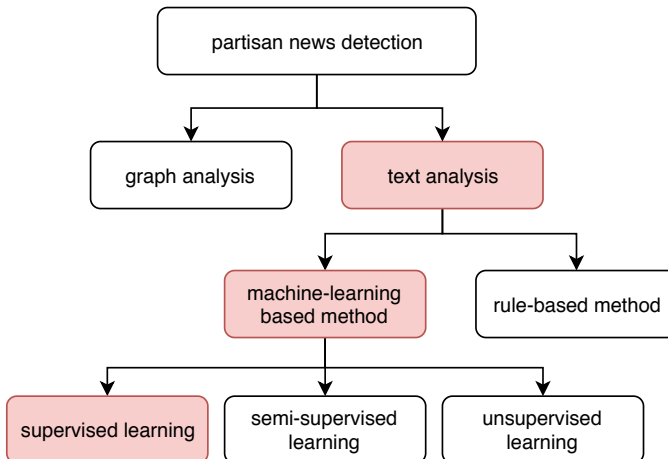 partisan news detection
graph analysis
text analysis
machine-learning
based method
rule-based method
supervised learning
semi-supervised
learning
unsupervised
learning